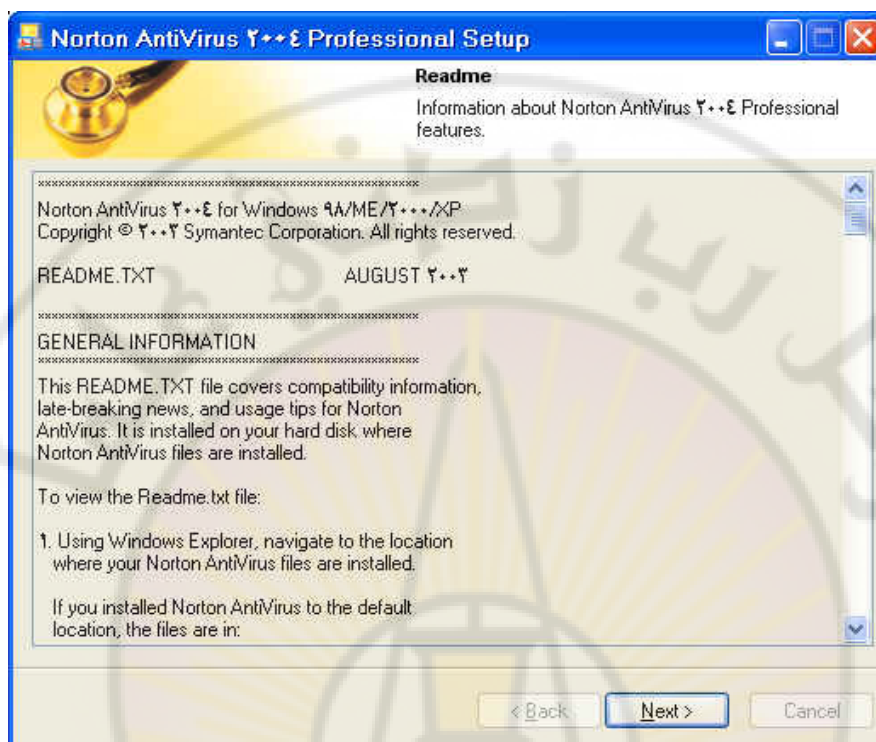 Norton AntiVirus ٢٠٠٤ Professional Setup
Readme
Information about Norton AntiVirus ٢٠٠٤ Professional
features.
××××××××××××××××××××××××××××××××××××××××××××××××××××××
Norton AntiVirus ٢٠٠٤ for Windows ٩٨/ME/٢٠٠٠/XP
Copyright © ٢٠٠٣ Symantec Corporation. All rights reserved.
README.TXT AUGUST ٢٠٠٣
××××××××××××××××××××××××××××××××××××××××××××××××××××××
GENERAL INFORMATION
××××××××××××××××××××××××××××××××××××××××××××××××××××××
This README.TXT file covers compatibility information,
late-breaking news, and usage tips for Norton
AntiVirus. It is installed on your hard disk where
Norton AntiVirus files are installed.
To view the Readme.txt file:
١. Using Windows Explorer, navigate to the location
where your Norton AntiVirus files are installed.
If you installed Norton AntiVirus to the default
location, the files are in:
< Back
Next >
Cancel